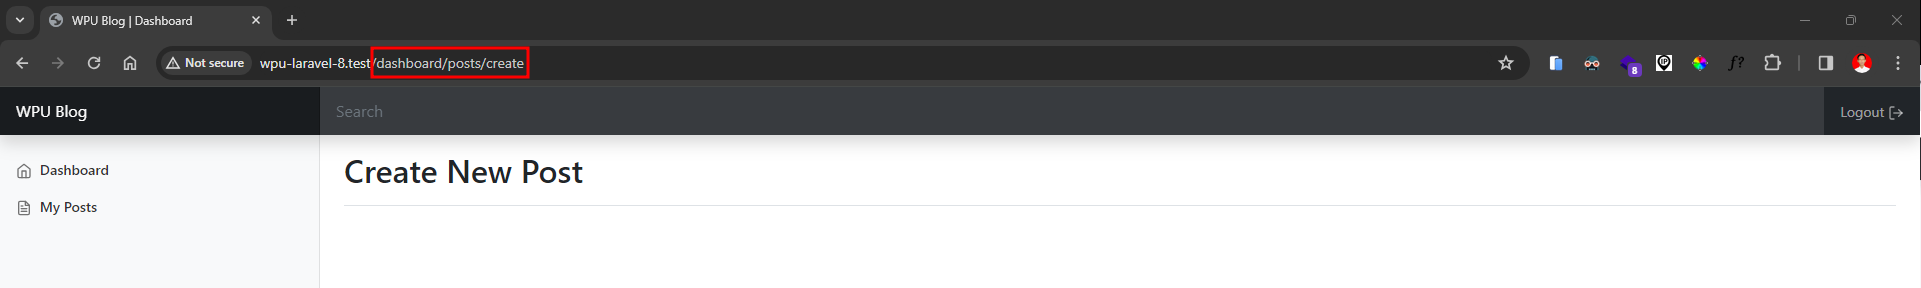 WPU Blog | Dashboard
Not secure wpu-laravel-8.test/dashboard/posts/create
8
IP
f?
WPU Blog
Search
Logout
Dashboard
Create New Post
My Posts